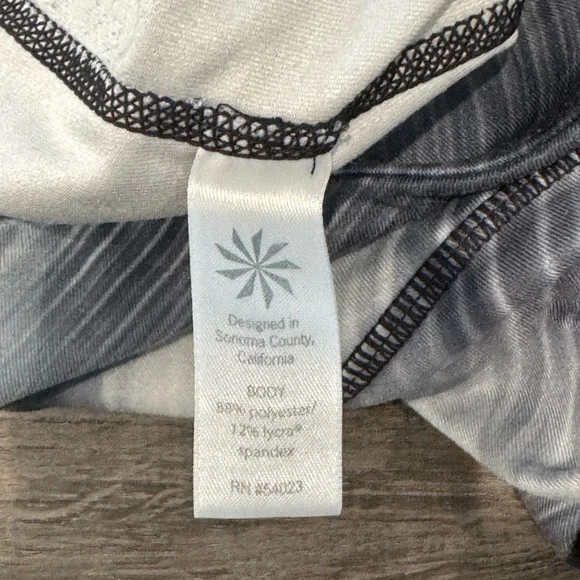 Designed in
Sonoma County,
California
BODY
88% polyester/
12% lycra®
spandex
RN #54023